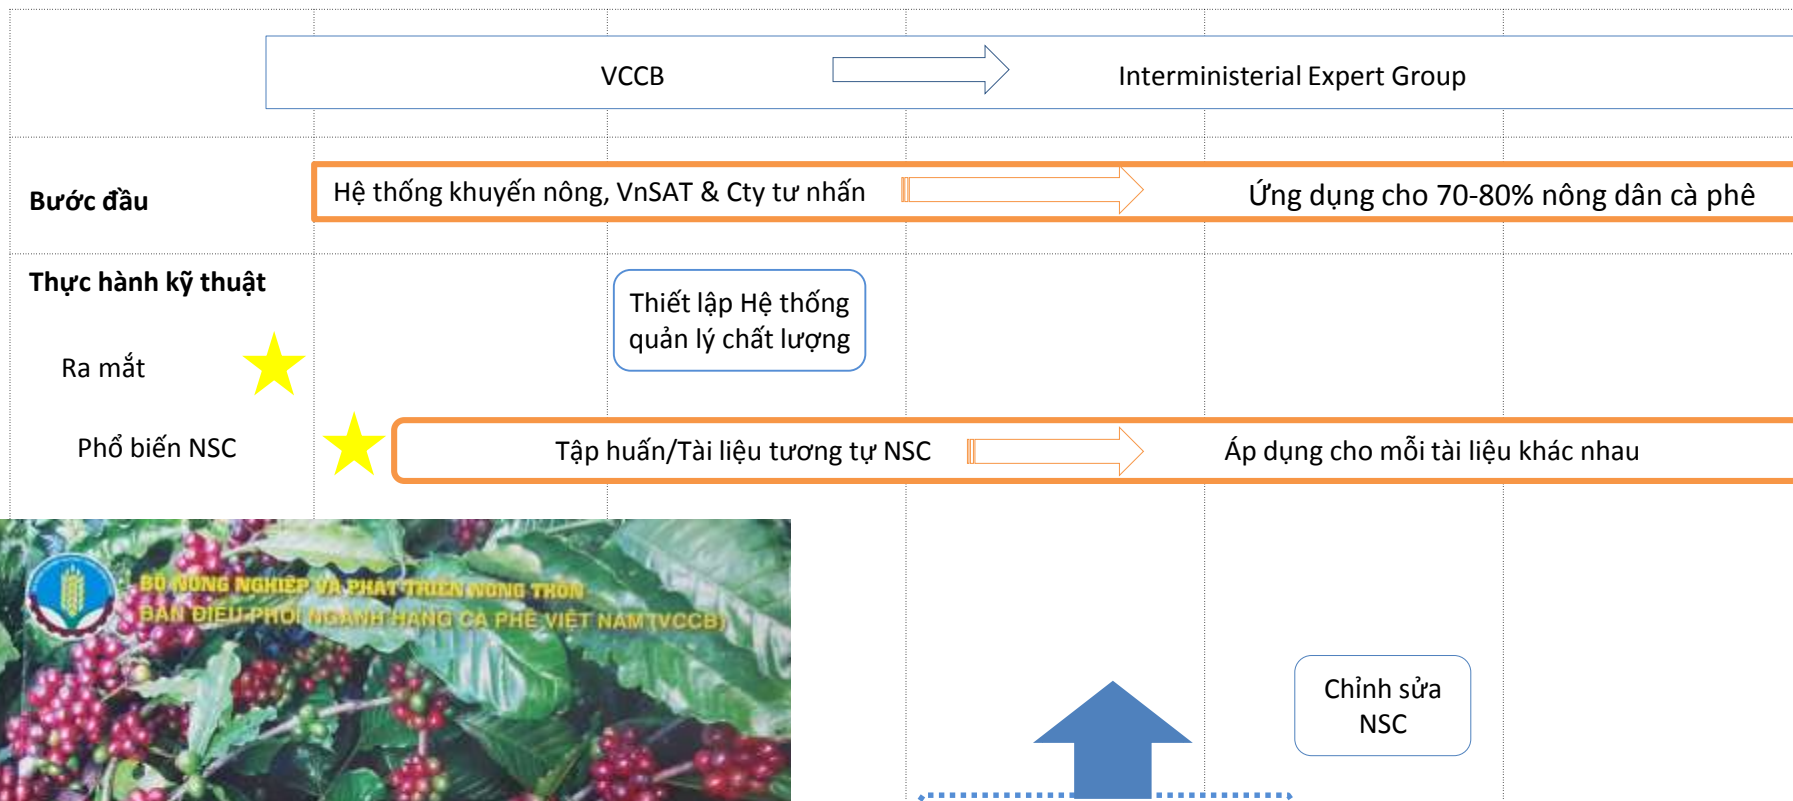 VCCB
Interministerial Expert Group
Bước đầu
Hệ thống khuyến nông, VnSAT & Cty tư nhấn
Ứng dụng cho 70-80% nông dân cà phê
Thực hành kỹ thuật
Thiết lập Hệ thống
quản lý chất lượng
Ra mắt
Phổ biến NSC
Tập huấn/Tài liệu tương tự NSC
Áp dụng cho mỗi tài liệu khác nhau
BỘ NÔNG NGHIỆP VÀ PHÁT TRIỂN NÔNG THÔN
BAN ĐIỀU PHỐI NGÀNH HÀNG CÀ PHÊ VIỆT NAM (VCCB)
Chỉnh sửa
NSC